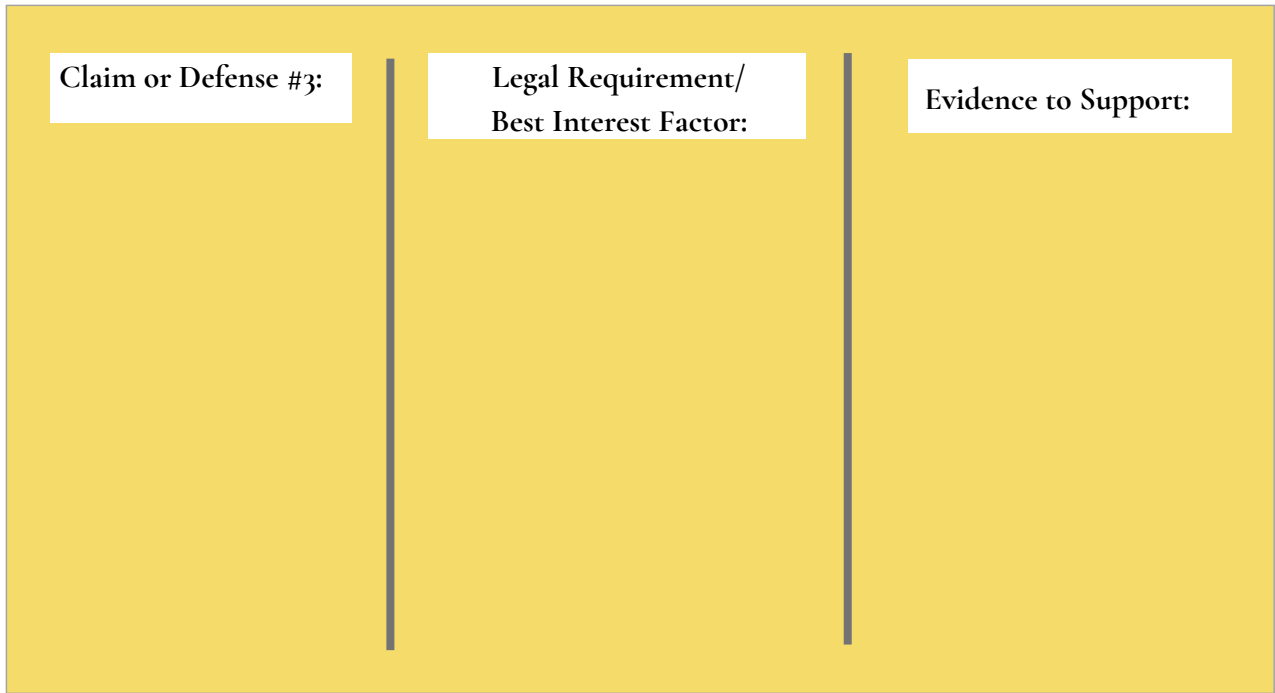 Claim or Defense #3:
Legal Requirement/
Best Interest Factor:
Evidence to Support: